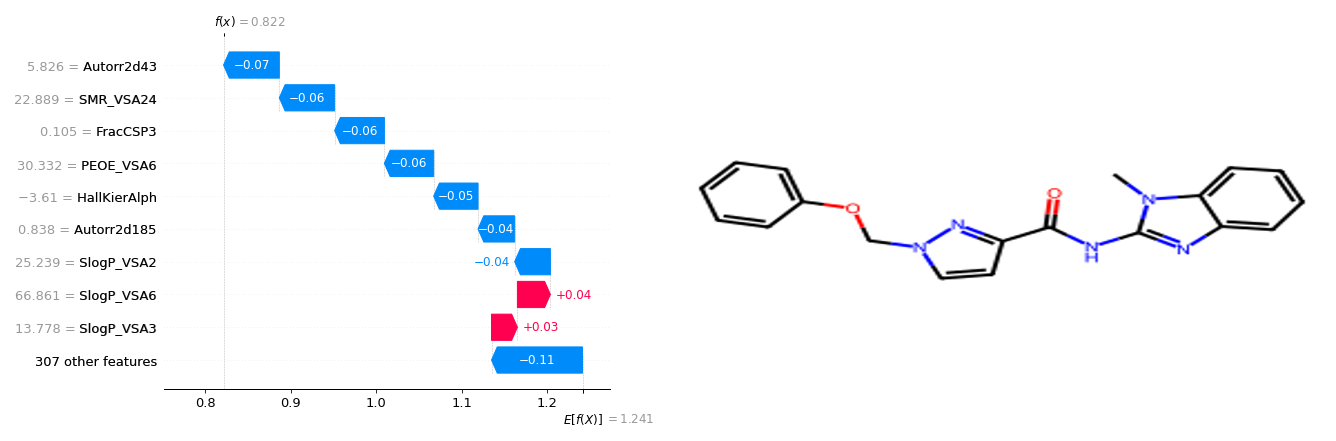 f(x) = 0.822
5.826 = Autorr2d43 −0.07
22.889 = SMR_VSA24 −0.06
0.105 = FracCSP3 −0.06
30.332 = PEOE_VSA6 −0.06
−3.61 = HallKierAlph −0.05
0.838 = Autorr2d185 −0.04
25.239 = SlogP_VSA2 −0.04
66.861 = SlogP_VSA6 +0.04
13.778 = SlogP_VSA3 +0.03
307 other features −0.11
0.8 0.9 1.0 1.1 1.2
E[f(X)] = 1.241
O
N
N
O
N
H
N
N